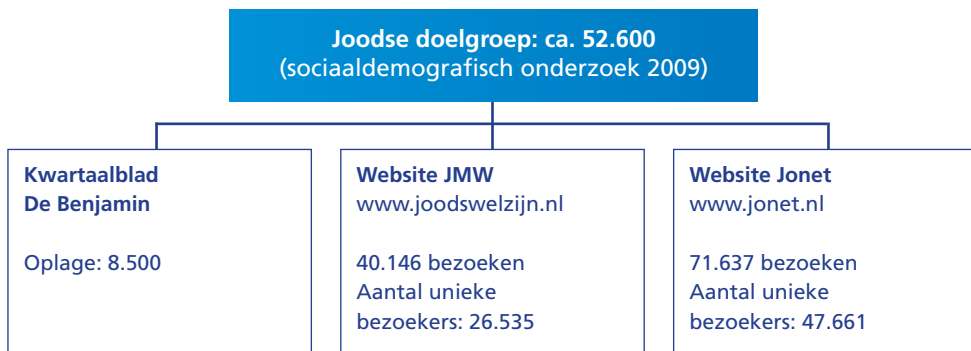 Joodse doelgroep: ca. 52.600
(sociaaldemografisch onderzoek 2009)
Kwartaalblad
De Benjamin
Oplage: 8.500
Website JMW
www.joodswelzijn.nl
40.146 bezoeken
Aantal unieke
bezoekers: 26.535
Website Jonet
www.jonet.nl
71.637 bezoeken
Aantal unieke
bezoekers: 47.661